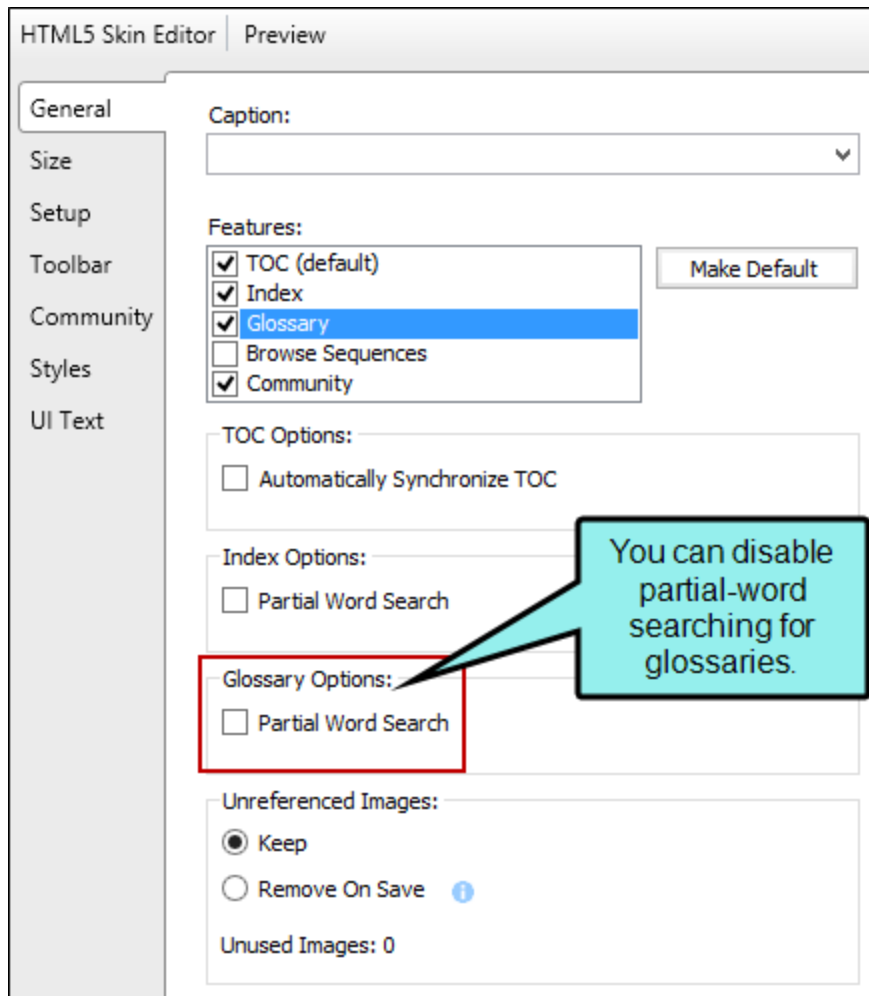 HTML5 Skin Editor Preview
General
Size
Setup
Toolbar
Community
Styles
UI Text
Caption:
Features:
TOC (default)
Index
Glossary
Browse Sequences
Community
Make Default
TOC Options:
Automatically Synchronize TOC
Index Options:
Partial Word Search
You can disable
partial-word
searching for
glossaries.
Glossary Options:
Partial Word Search
Unreferenced Images:
Keep
Remove On Save
Unused Images: 0